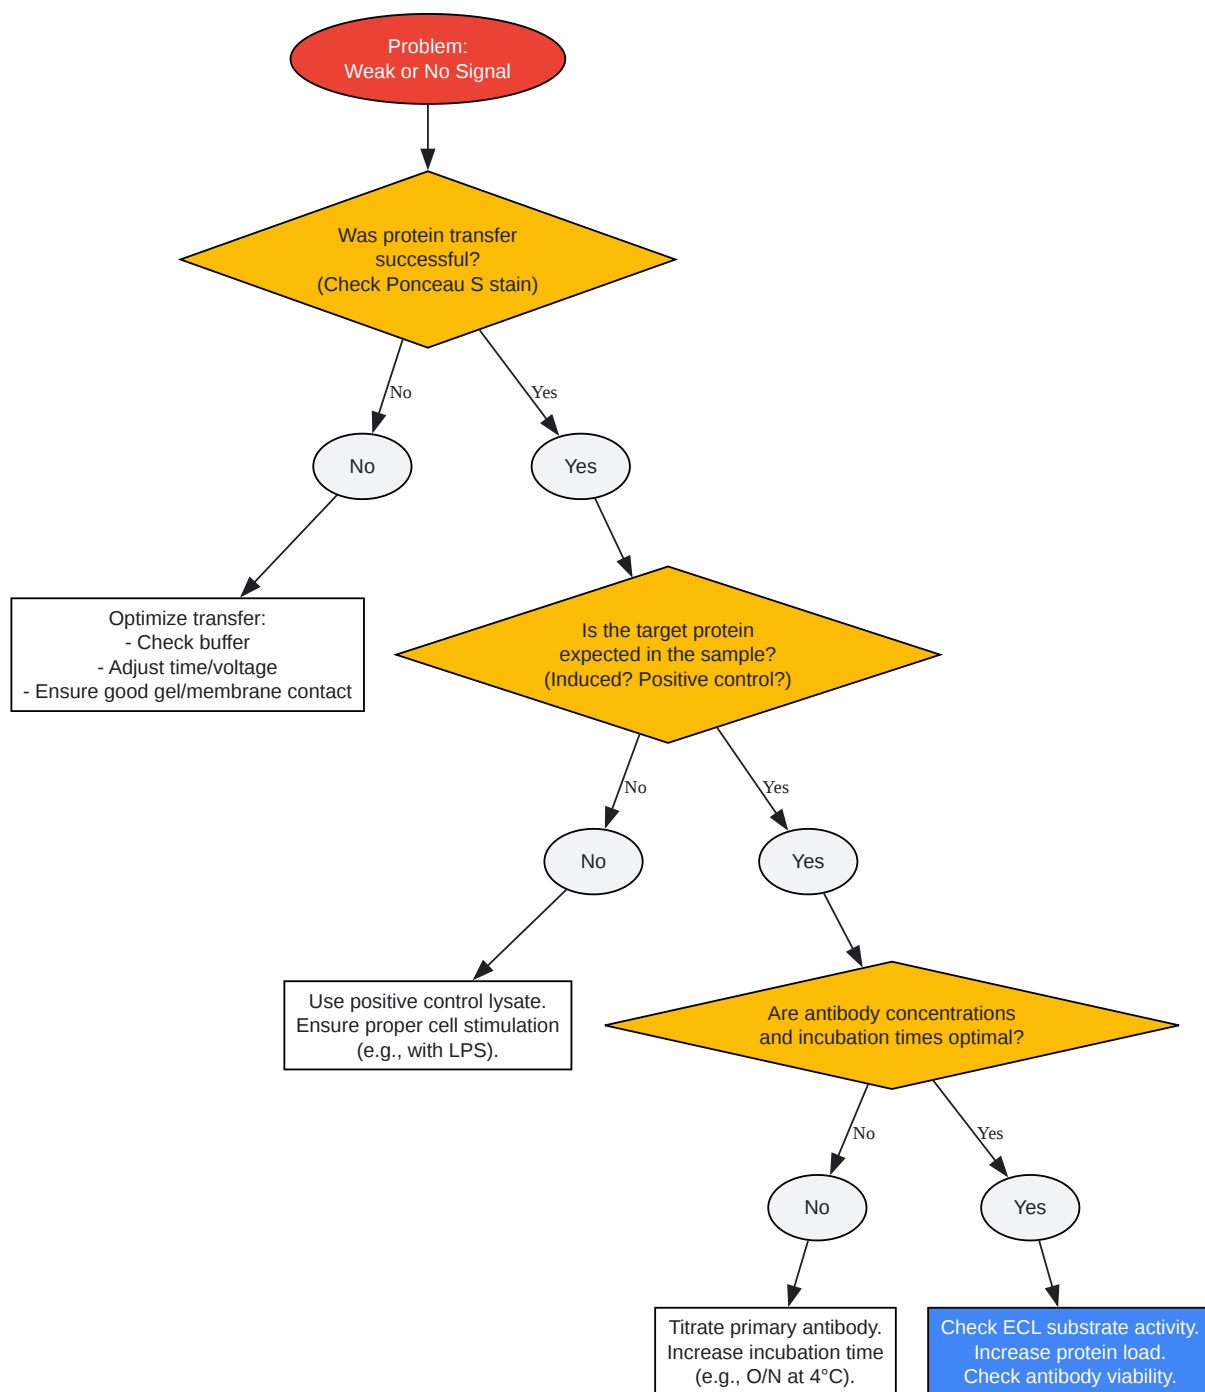 Problem:
Weak or No Signal
Was protein transfer
successful?
(Check Ponceau S stain)
No
Yes
No
Yes
Optimize transfer:
- Check buffer
- Adjust time/voltage
- Ensure good gel/membrane contact
Is the target protein
expected in the sample?
(Induced? Positive control?)
No
Yes
No
Yes
Use positive control lysate.
Ensure proper cell stimulation
(e.g., with LPS).
Are antibody concentrations
and incubation times optimal?
No
Yes
No
Yes
Titrate primary antibody.
Increase incubation time
(e.g., O/N at 4°C).
Check ECL substrate activity.
Increase protein load.
Check antibody viability.